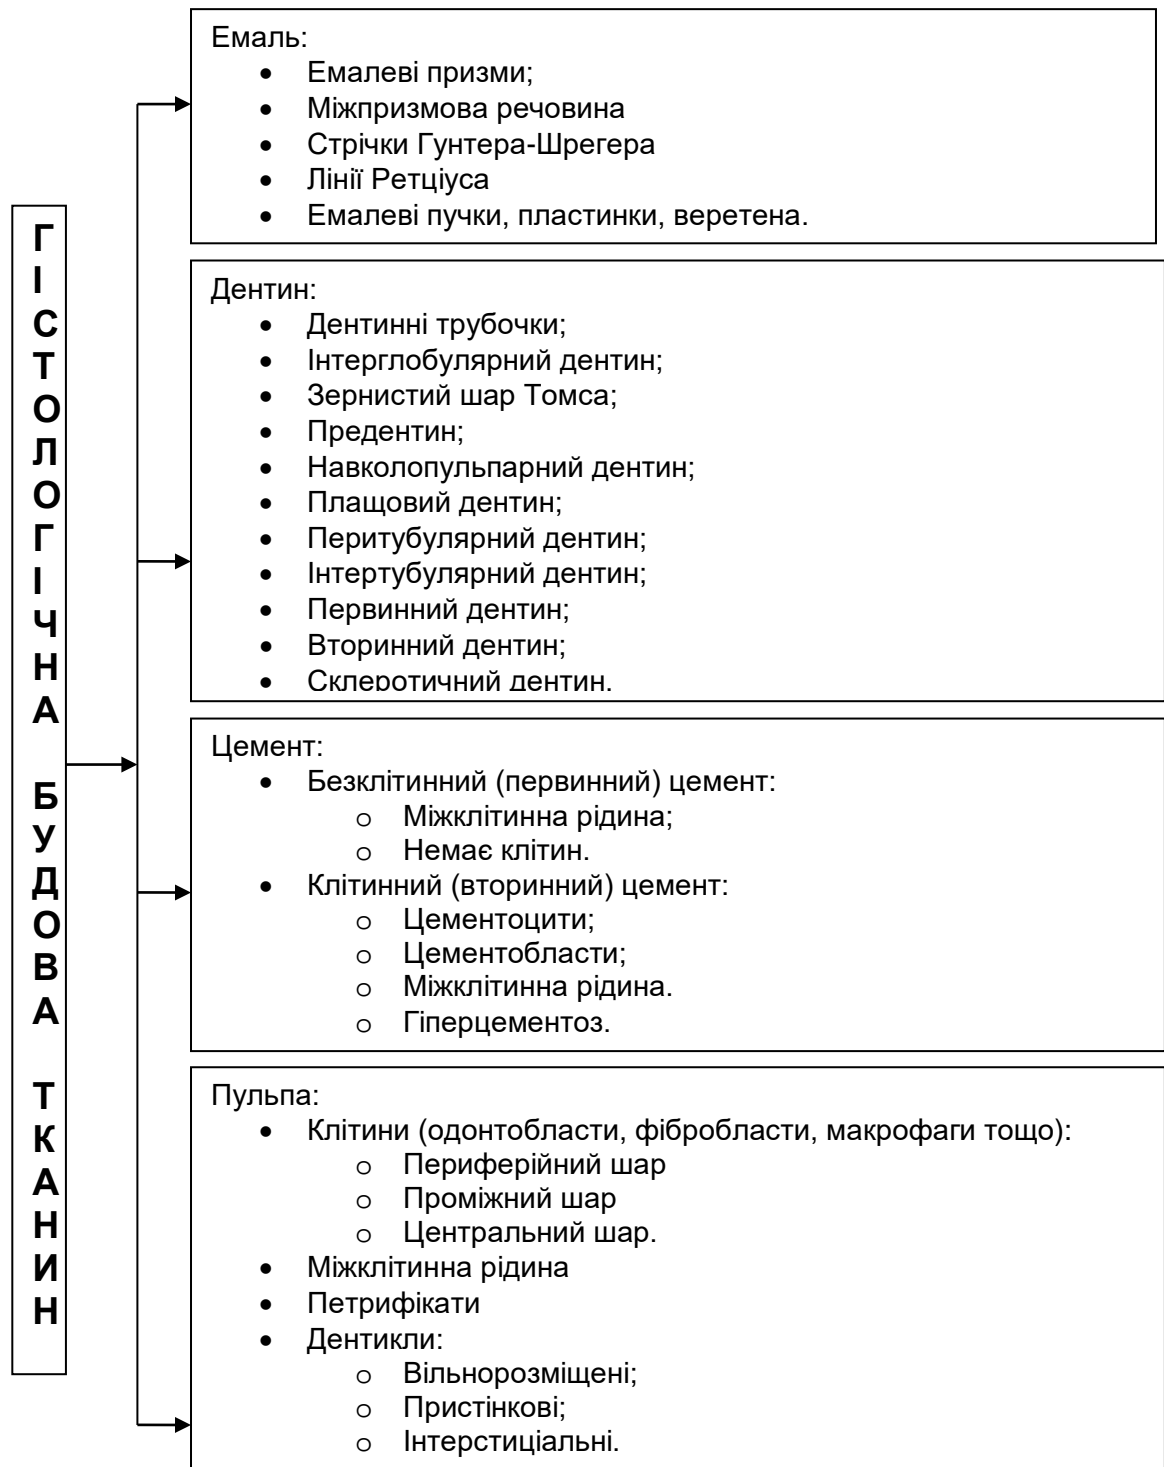 ГІСТОЛОГІЧНА БУДОВА ТКАНИН
Емаль:
• Емалеві призми;
• Міжпризмова речовина
• Стрічки Гунтера-Шрегера
• Лінії Ретціуса
• Емалеві пучки, пластинки, веретена.
Дентин:
• Дентинні трубочки;
• Інтерглобулярний дентин;
• Зернистий шар Томса;
• Предентин;
• Навколопульпарний дентин;
• Плащовий дентин;
• Перитубулярний дентин;
• Інтертубулярний дентин;
• Первинний дентин;
• Вторинний дентин;
• Склеротичний дентин.
Цемент:
• Безклітинний (первинний) цемент:
o Міжклітинна рідина;
o Немає клітин.
• Клітинний (вторинний) цемент:
o Цементоцити;
o Цементобласти;
o Міжклітинна рідина.
o Гіперцементоз.
Пульпа:
• Клітини (одонтобласти, фібробласти, макрофаги тощо):
o Периферійний шар
o Проміжний шар
o Центральний шар.
• Міжклітинна рідина
• Петрифікати
• Дентикли:
o Вільнорозміщені;
o Пристінкові;
o Інтерстиціальні.